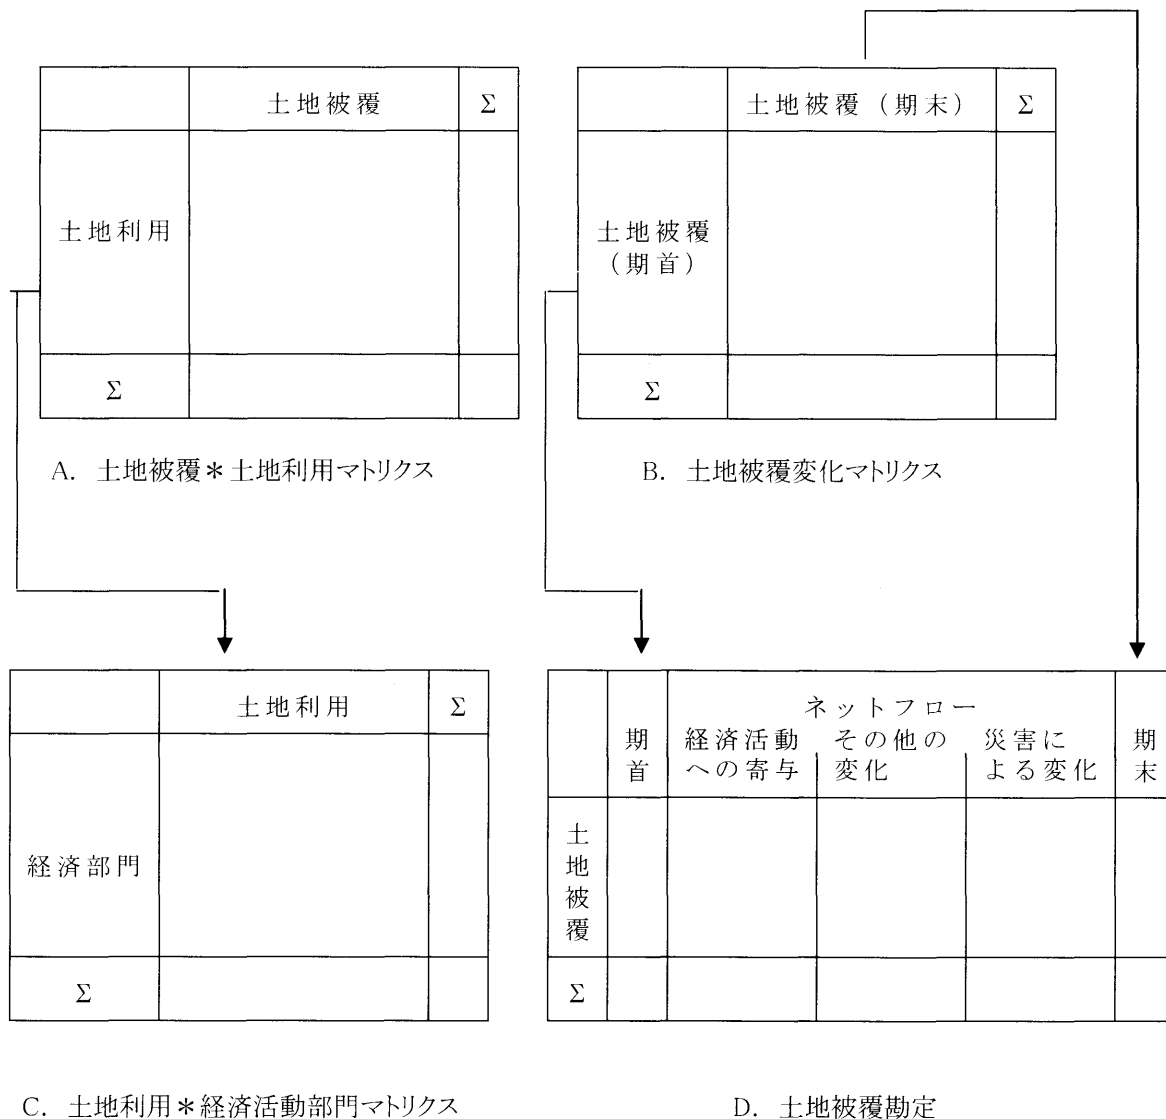 土地被覆 Σ
土地利用
Σ
A. 土地被覆＊土地利用マトリクス
土地被覆（期末） Σ
土地被覆
（期首）
Σ
B. 土地被覆変化マトリクス
土地利用 Σ
経済部門
Σ
C. 土地利用＊経済活動部門マトリクス
ネットフロー
期首
経済活動
への寄与
その他の
変化
災害に
よる変化
期末
土地被覆
Σ
D. 土地被覆勘定